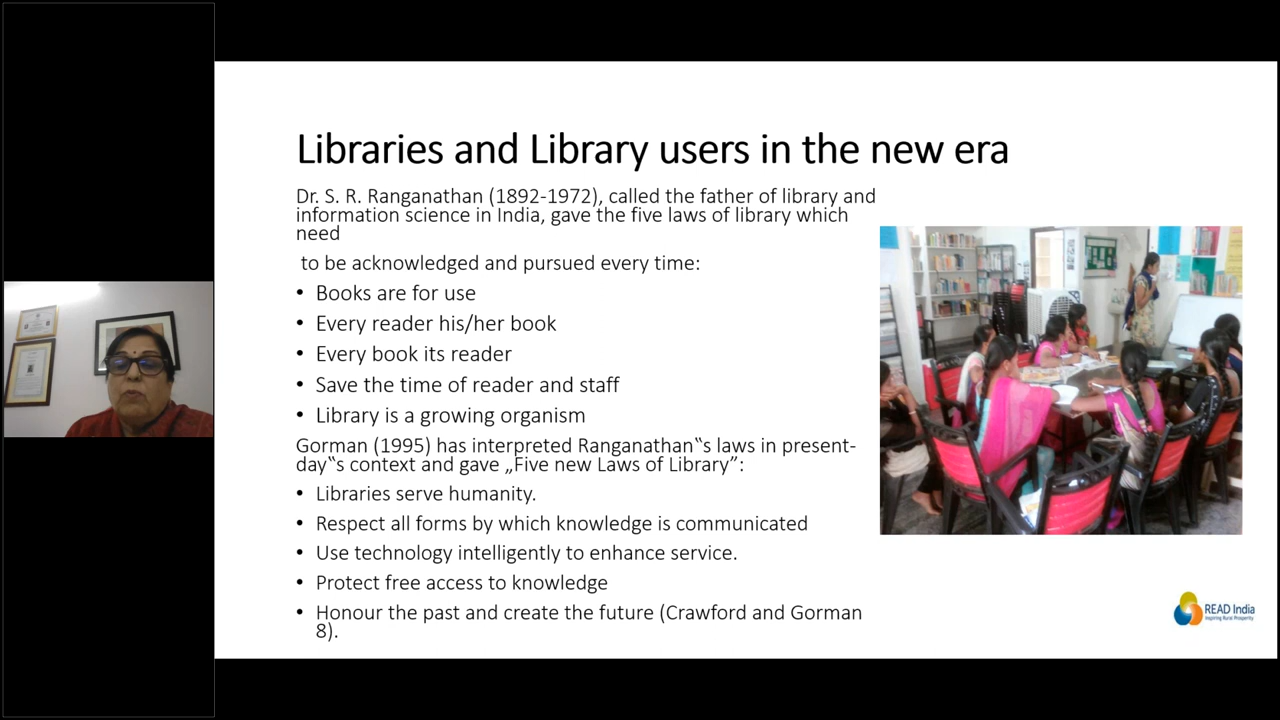 Libraries and Library users in the new era
Dr. S. R. Ranganathan (1892-1972), called the father of library and
information science in India, gave the five laws of library which
need
to be acknowledged and pursued every time:
• Books are for use
• Every reader his/her book
• Every book its reader
• Save the time of reader and staff
• Library is a growing organism
Gorman (1995) has interpreted Ranganathan‟s laws in present-
day‟s context and gave „Five new Laws of Library”:
• Libraries serve humanity.
• Respect all forms by which knowledge is communicated
• Use technology intelligently to enhance service.
• Protect free access to knowledge
• Honour the past and create the future (Crawford and Gorman
8).
READ India
Inspiring Rural Prosperity